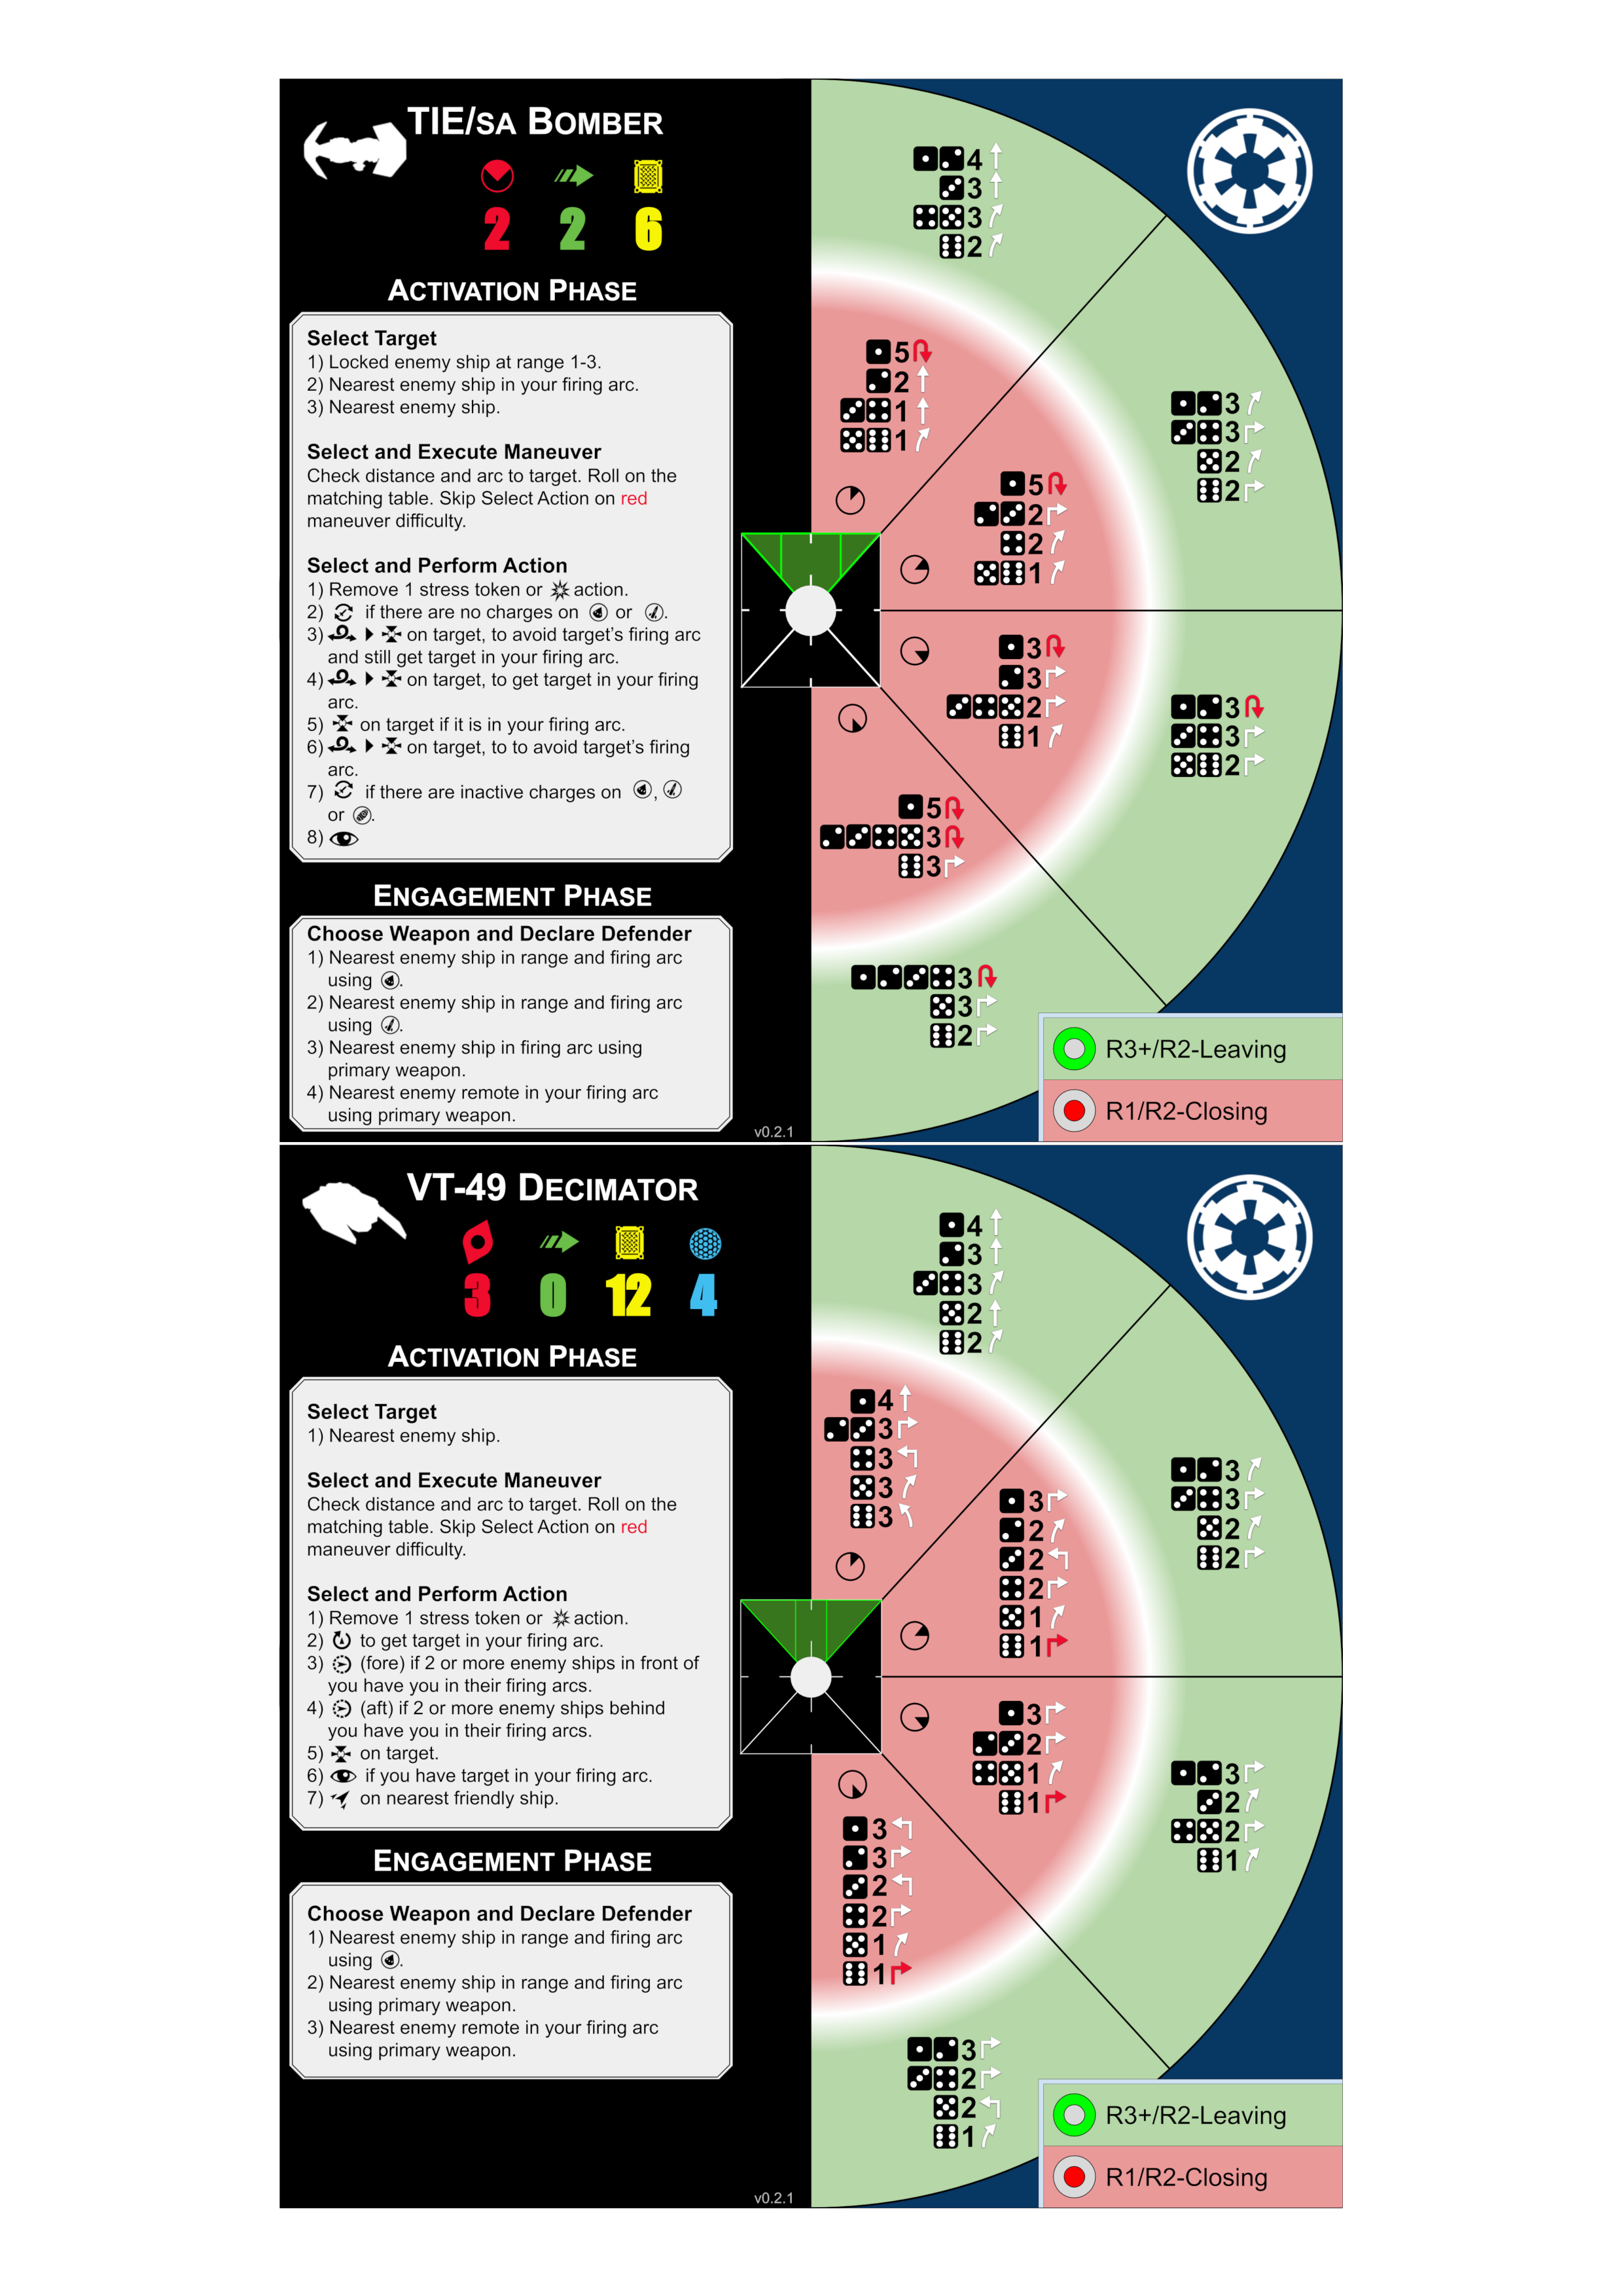 TIE/SA BOMBER
2 2 6
ACTIVATION PHASE
Select Target
1) Locked enemy ship at range 1-3.
2) Nearest enemy ship in your firing arc.
3) Nearest enemy ship.
Select and Execute Maneuver
Check distance and arc to target. Roll on the
matching table. Skip Select Action on red
maneuver difficulty.
Select and Perform Action
1) Remove 1 stress token or action.
2) if there are no charges on or .
3) on target, to avoid target's firing arc
and still get target in your firing arc.
4) on target, to get target in your firing
arc.
5) on target if it is in your firing arc.
6) on target, to to avoid target's firing
arc.
7) if there are inactive charges on ,
or .
8)
ENGAGEMENT PHASE
Choose Weapon and Declare Defender
1) Nearest enemy ship in range and firing arc
using .
2) Nearest enemy ship in range and firing arc
using .
3) Nearest enemy ship in firing arc using
primary weapon.
4) Nearest enemy remote in your firing arc
using primary weapon.
v0.2.1
4
3
3
2
5
2
1
1
3
3
2
2
5
2
2
1
3
3
2
1
3
3
2
5
3
3
3
3
2
R3+/R2-Leaving
R1/R2-Closing
VT-49 DECIMATOR
3 0 12 4
ACTIVATION PHASE
Select Target
1) Nearest enemy ship.
Select and Execute Maneuver
Check distance and arc to target. Roll on the
matching table. Skip Select Action on red
maneuver difficulty.
Select and Perform Action
1) Remove 1 stress token or action.
2) to get target in your firing arc.
3) (fore) if 2 or more enemy ships in front of
you have you in their firing arcs.
4) (aft) if 2 or more enemy ships behind
you have you in their firing arcs.
5) on target.
6) if you have target in your firing arc.
7) on nearest friendly ship.
ENGAGEMENT PHASE
Choose Weapon and Declare Defender
1) Nearest enemy ship in range and firing arc
using .
2) Nearest enemy ship in range and firing arc
using primary weapon.
3) Nearest enemy remote in your firing arc
using primary weapon.
v0.2.1
4
3
3
2
2
4
3
3
3
3
3
3
2
2
3
2
2
2
1
1
3
2
1
1
3
2
2
1
3
3
2
2
1
1
3
2
2
1
R3+/R2-Leaving
R1/R2-Closing